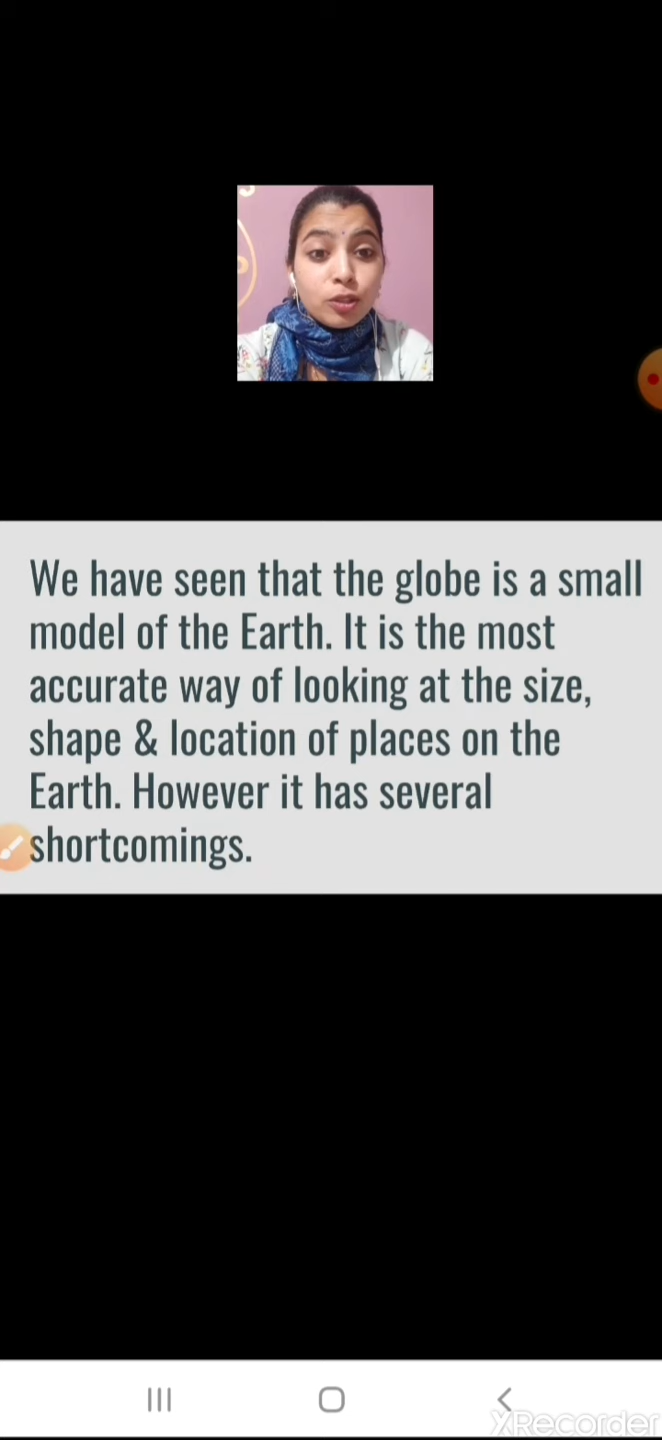 We have seen that the globe is a small
model of the Earth. It is the most
accurate way of looking at the size,
shape & location of places on the
Earth. However it has several
shortcomings.
XRecorder